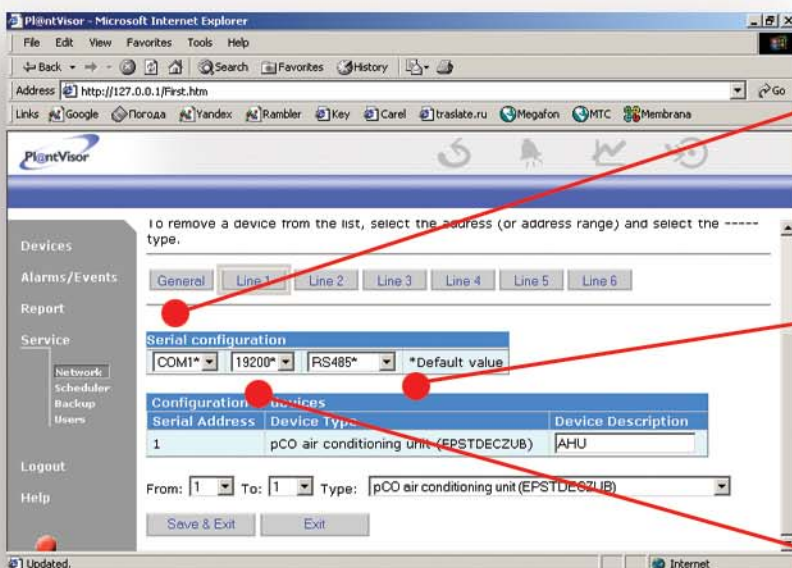 Pl@ntVisor - Microsoft Internet Explorer
File Edit View Favorites Tools Help
Back Search Favorites History
Address http://127.0.0.1/First.htm Go
Links Google Погода Yandex Rambler Key Carel traslate.ru Megafon МТС Membrana
Pl@ntVisor
To remove a device from the list, select the address (or address range) and select the -----
type.
Devices
Alarms/Events
Report
Service
Network
Scheduler
Backup
Users
Logout
Help
General Line 1 Line 2 Line 3 Line 4 Line 5 Line 6
Serial configuration
COM1* 19200* RS485* *Default value
Configuration devices
Serial Address Device Type Device Description
1 pCO air conditioning unit (EPSTDECZUB) AHU
From: 1 To: 1 Type: pCO air conditioning unit (EPSTDECZUB)
Save & Exit Exit
Updated. Internet